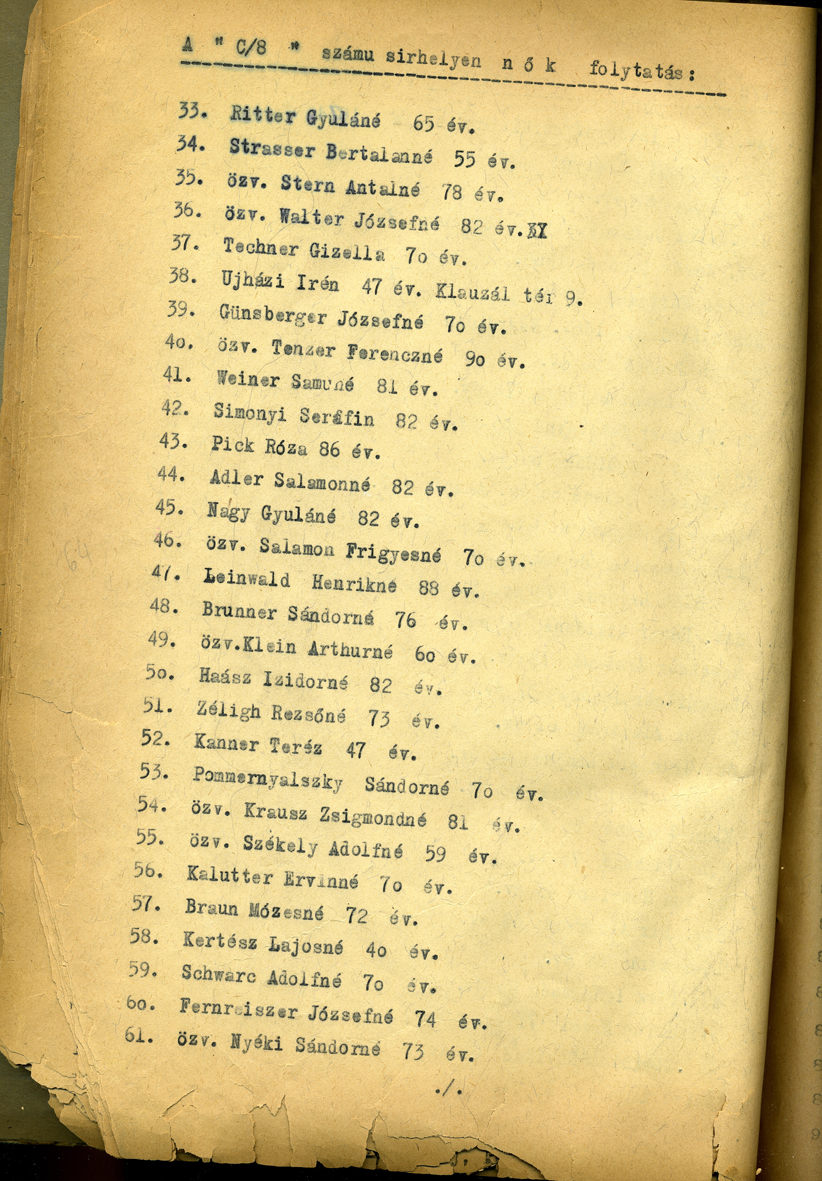 A " C/8 " számu sirhelyen n ő k folytatás:
33. Ritter Gyuláné 65 év.
34. Strasser Bertalanné 55 év.
35. özv. Stern Antalné 78 év.
36. özv. Walter Józsefné 82 év.
37. Techner Gizella 7o év.
38. Ujházi Irén 47 év. Klauzál tér 9.
39. Günsberger Józsefné 7o év.
4o. özv. Tenzer Ferenczné 9o év.
41. Weiner Samuné 81 év.
42. Simonyi Seráfin 82 év.
43. Pick Róza 86 év.
44. Adler Salamonné 82 év.
45. Nagy Gyuláné 82 év.
46. özv. Salamon Frigyesné 7o év.
47. Leinwald Henrikné 88 év.
48. Brunner Sándorné 76 év.
49. özv.Klein Arthurné 6o év.
5o. Haász Izidorné 82 év.
51. Zéligh Rezsőné 73 év.
52. Kanner Teréz 47 év.
53. Pommernyalszky Sándorné 7o év.
54. özv. Krausz Zsigmondné 81 év.
55. özv. Székely Adolfné 59 év.
56. Kalutter Ervinné 7o év.
57. Braun Mózesné 72 év.
58. Kertész Lajosné 4o év.
59. Schwarc Adolfné 7o év.
6o. Fernreiszer Józsefné 74 év.
61. özv. Nyéki Sándorné 73 év.
./.